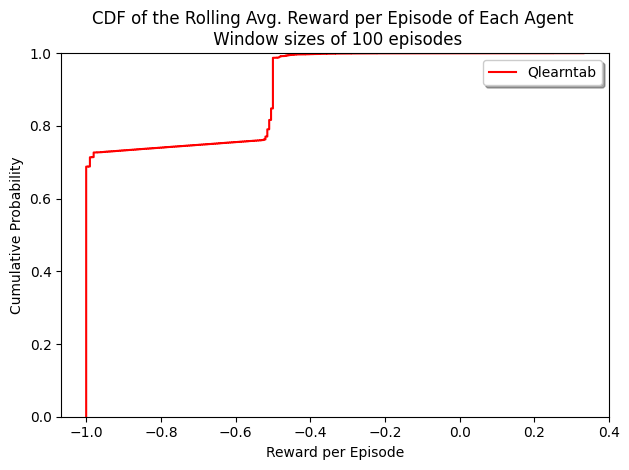 CDF of the Rolling Avg. Reward per Episode of Each Agent
Window sizes of 100 episodes
Qlearntab
Cumulative Probability
1.0
0.8
0.6
0.4
0.2
0.0
−1.0 −0.8 −0.6 −0.4 −0.2 0.0 0.2 0.4
Reward per Episode